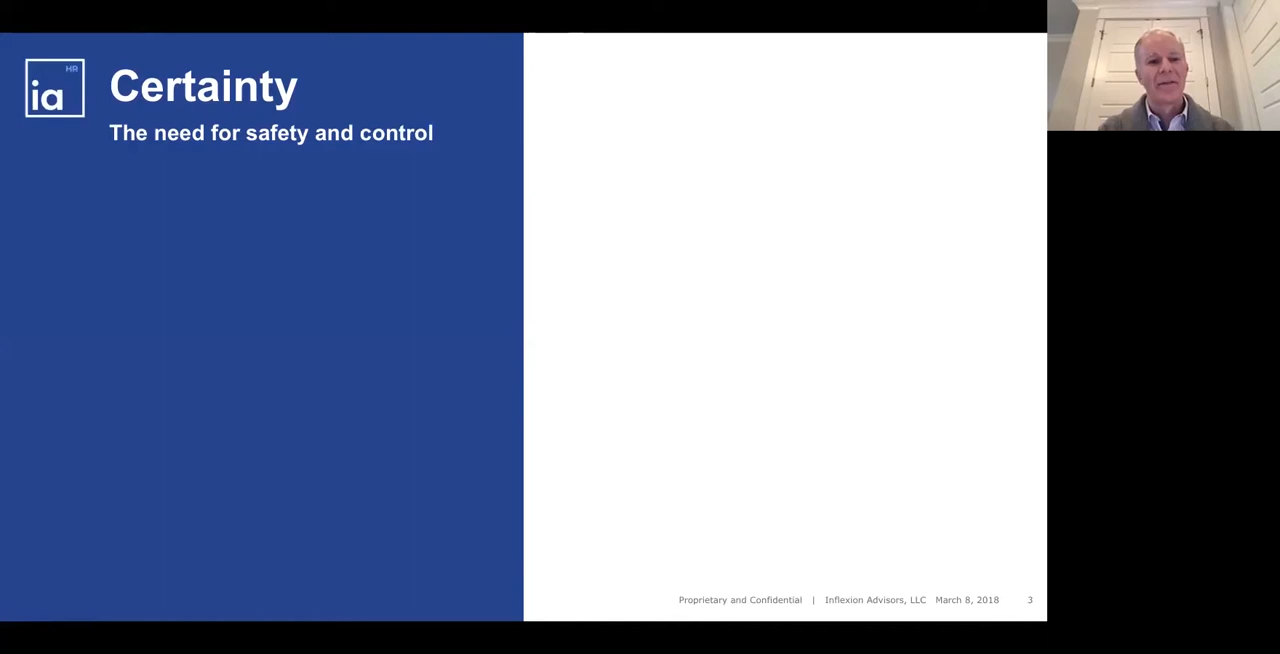 HR
ia
Certainty
The need for safety and control
Proprietary and Confidential | Inflexion Advisors, LLC March 8, 2018 3